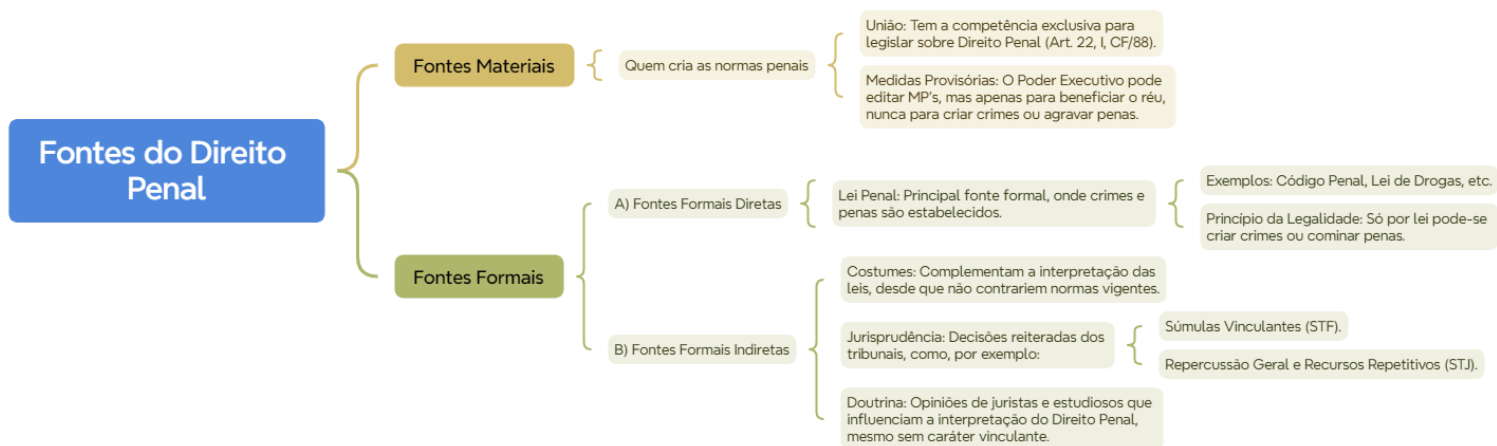 Fontes do Direito
Penal
Fontes Materiais
Quem cria as normas penais
União: Tem a competência exclusiva para
legislar sobre Direito Penal (Art. 22, I, CF/88).
Medidas Provisórias: O Poder Executivo pode
editar MP's, mas apenas para beneficiar o réu,
nunca para criar crimes ou agravar penas.
Fontes Formais
A) Fontes Formais Diretas
Lei Penal: Principal fonte formal, onde crimes e
penas são estabelecidos.
Exemplos: Código Penal, Lei de Drogas, etc.
Princípio da Legalidade: Só por lei pode-se
criar crimes ou cominar penas.
B) Fontes Formais Indiretas
Costumes: Complementam a interpretação das
leis, desde que não contrariem normas vigentes.
Jurisprudência: Decisões reiteradas dos
tribunais, como, por exemplo:
Súmulas Vinculantes (STF).
Repercussão Geral e Recursos Repetitivos (STJ).
Doutrina: Opiniões de juristas e estudiosos que
influenciam a interpretação do Direito Penal,
mesmo sem caráter vinculante.